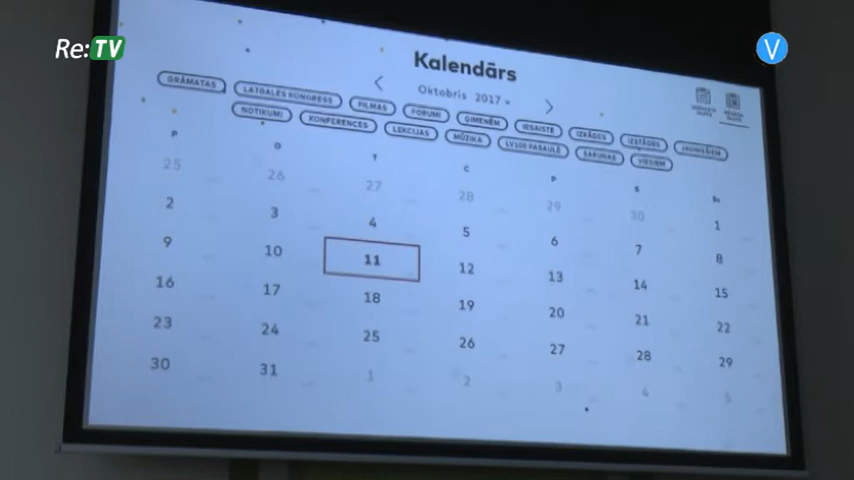 Re:TV
V
Kalendārs
Oktobris 2017
GRĀMATAS LATGALES KONGRESS FILMAS FORUMI ĢIMENĒM IESAISTE IZRĀDES IZSTĀDES JAUNIEŠIEM
NOTIKUMI KONFERENCES LEKCIJAS MŪZIKA LV100 PASAULĒ SARUNAS VISIEM
P O T C P S Sv
25 26 27 28 29 30 1
2 3 4 5 6 7 8
9 10 11 12 13 14 15
16 17 18 19 20 21 22
23 24 25 26 27 28 29
30 31 1 2 3 4 5